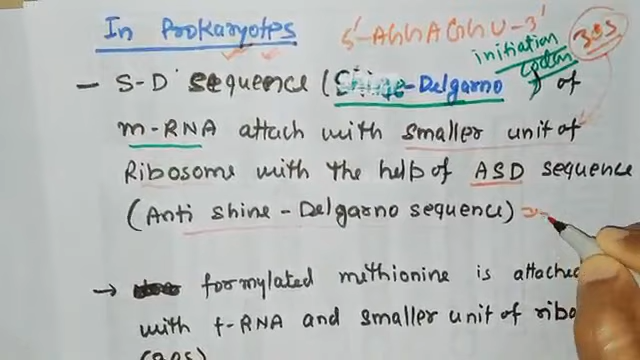 In Prokaryotes
5'-AGGAGGU-3'
initiation
codon
30S
- S-D sequence (Shine-Delgarno) of
m-RNA attach with smaller unit of
Ribosome with the help of ASD sequence
(Anti shine - Delgarno sequence)
→ formylated methionine is attached
with t-RNA and smaller unit of ribo
(30S)